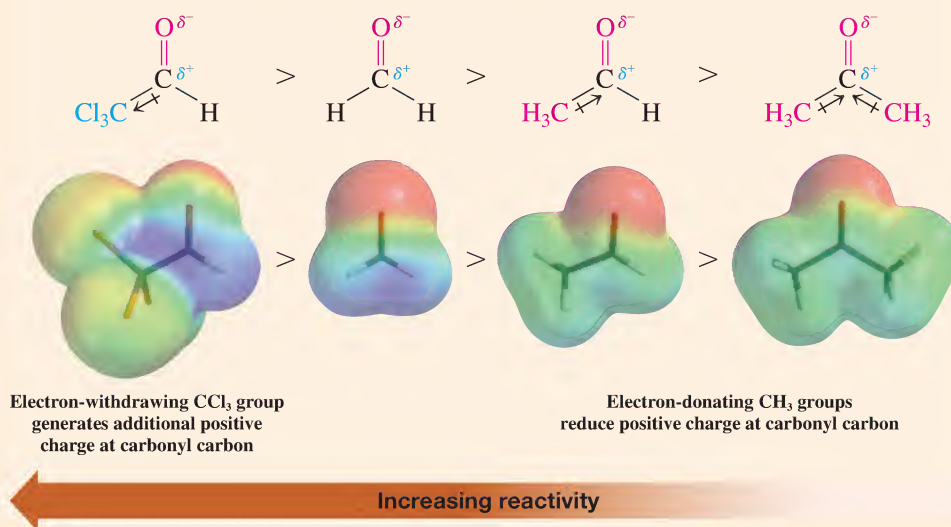 Oδ− Oδ− Oδ− Oδ−
Cδ+ > Cδ+ > Cδ+ > Cδ+
Cl₃C H H H H₃C H H₃C CH₃
> > >
Electron-withdrawing CCl₃ group
generates additional positive
charge at carbonyl carbon
Electron-donating CH₃ groups
reduce positive charge at carbonyl carbon
Increasing reactivity